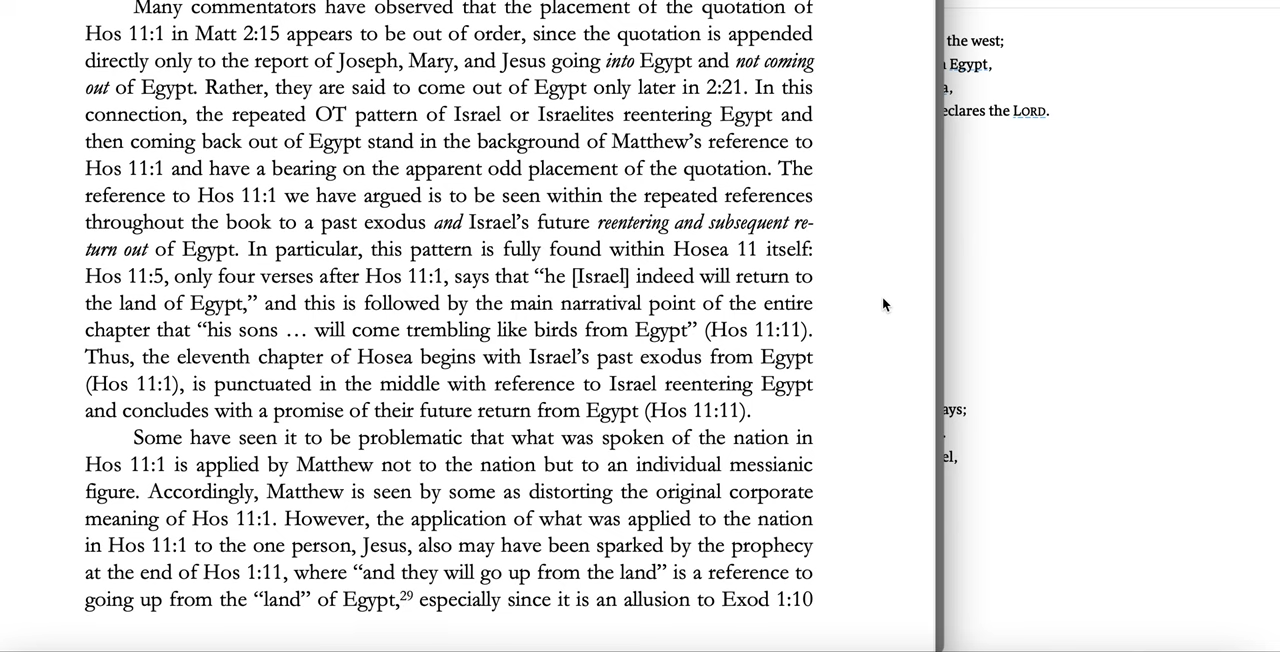 Many commentators have observed that the placement of the quotation of
Hos 11:1 in Matt 2:15 appears to be out of order, since the quotation is appended
directly only to the report of Joseph, Mary, and Jesus going into Egypt and not coming
out of Egypt. Rather, they are said to come out of Egypt only later in 2:21. In this
connection, the repeated OT pattern of Israel or Israelites reentering Egypt and
then coming back out of Egypt stand in the background of Matthew’s reference to
Hos 11:1 and have a bearing on the apparent odd placement of the quotation. The
reference to Hos 11:1 we have argued is to be seen within the repeated references
throughout the book to a past exodus and Israel’s future reentering and subsequent re-
turn out of Egypt. In particular, this pattern is fully found within Hosea 11 itself:
Hos 11:5, only four verses after Hos 11:1, says that “he [Israel] indeed will return to
the land of Egypt,” and this is followed by the main narratival point of the entire
chapter that “his sons … will come trembling like birds from Egypt” (Hos 11:11).
Thus, the eleventh chapter of Hosea begins with Israel’s past exodus from Egypt
(Hos 11:1), is punctuated in the middle with reference to Israel reentering Egypt
and concludes with a promise of their future return from Egypt (Hos 11:11).
Some have seen it to be problematic that what was spoken of the nation in
Hos 11:1 is applied by Matthew not to the nation but to an individual messianic
figure. Accordingly, Matthew is seen by some as distorting the original corporate
meaning of Hos 11:1. However, the application of what was applied to the nation
in Hos 11:1 to the one person, Jesus, also may have been sparked by the prophecy
at the end of Hos 1:11, where “and they will go up from the land” is a reference to
going up from the “land” of Egypt,²⁹ especially since it is an allusion to Exod 1:10
the west;
Egypt,
eclares the LORD.
ays;
el,